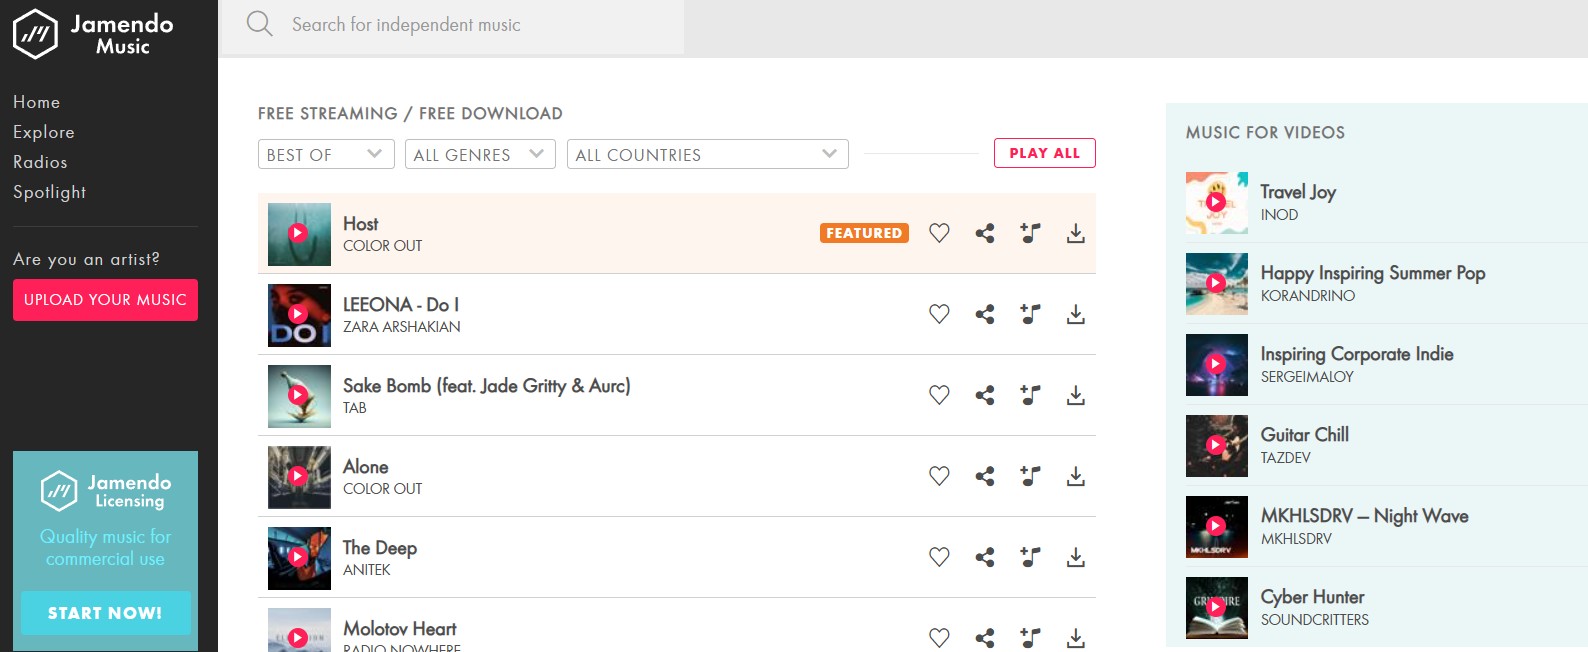 Jamendo
Music
Search for independent music
Home
Explore
Radios
Spotlight
Are you an artist?
UPLOAD YOUR MUSIC
Jamendo
Licensing
Quality music for
commercial use
START NOW!
FREE STREAMING / FREE DOWNLOAD
BEST OF
ALL GENRES
ALL COUNTRIES
PLAY ALL
Host
COLOR OUT
FEATURED
DO I
LEEONA - Do I
ZARA ARSHAKIAN
Sake Bomb (feat. Jade Gritty & Aurc)
TAB
Alone
COLOR OUT
The Deep
ANITEK
Molotov Heart
RADIO NOWHERE
MUSIC FOR VIDEOS
Travel Joy
INOD
Happy Inspiring Summer Pop
KORANDRINO
Inspiring Corporate Indie
SERGEIMALOY
Guitar Chill
TAZDEV
MKHLSDRV
MKHLSDRV – Night Wave
MKHLSDRV
Cyber Hunter
SOUNDCRITTERS